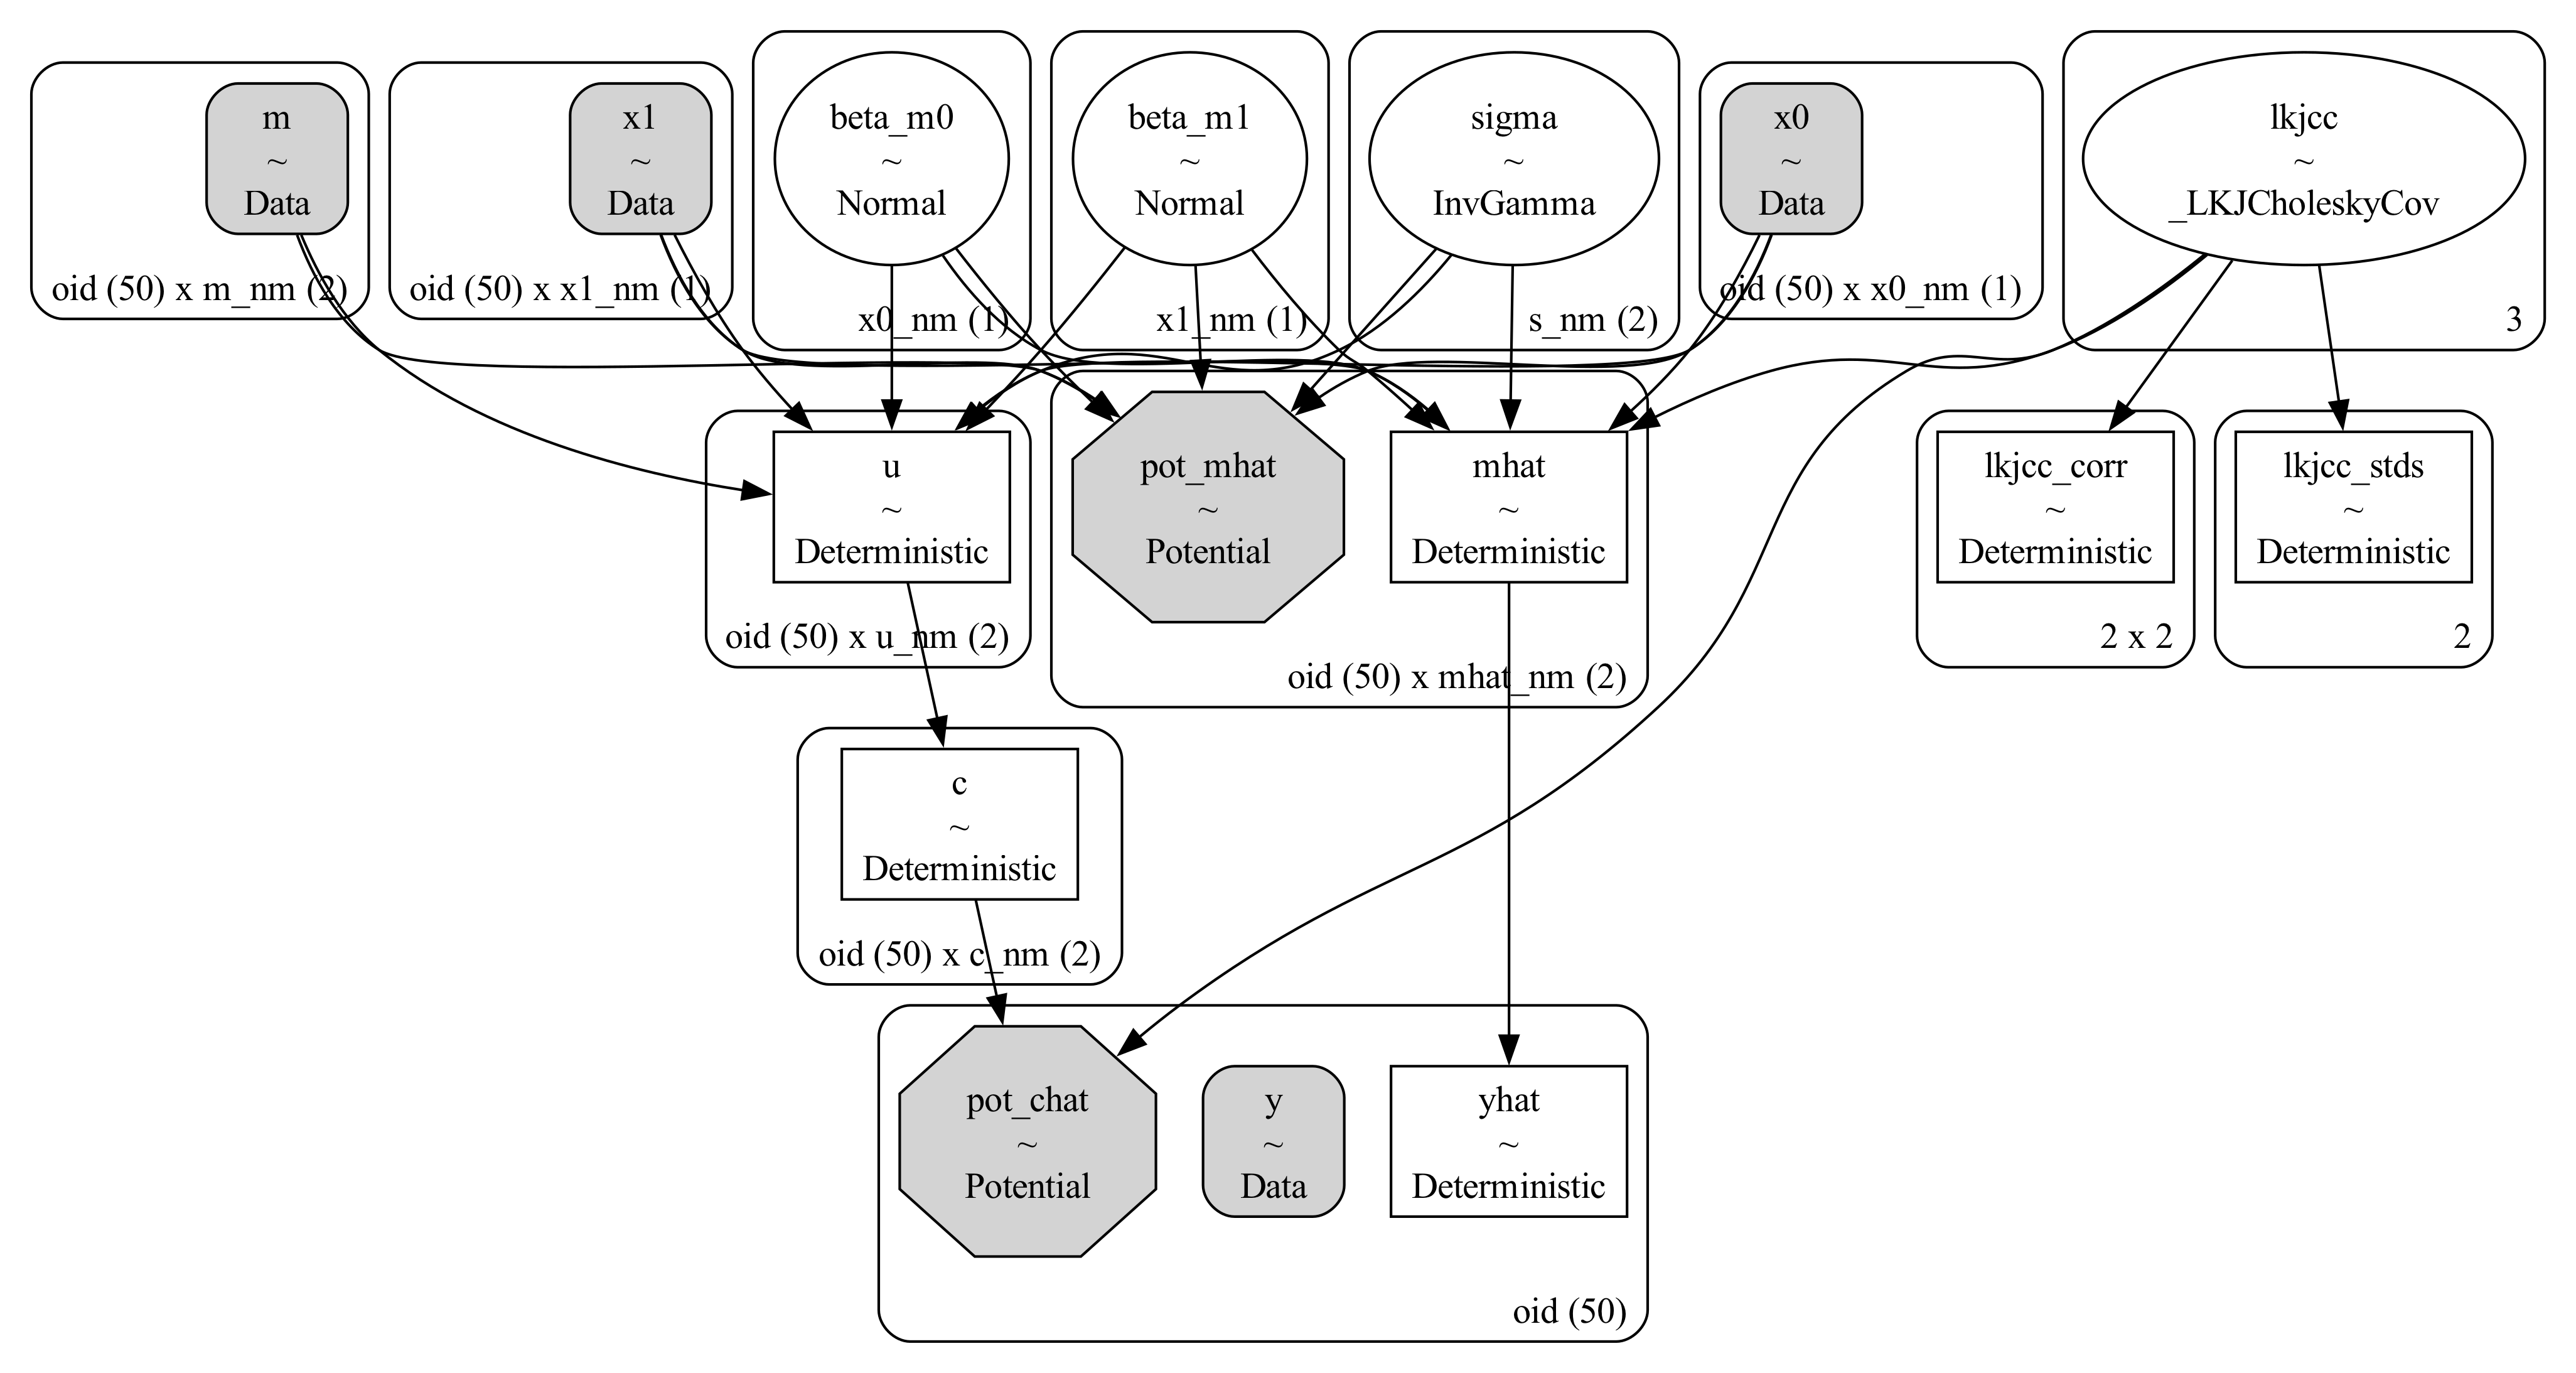 m
~
Data
oid (50) x m_nm (2)
x1
~
Data
oid (50) x x1_nm (1)
beta_m0
~
Normal
x0_nm (1)
beta_m1
~
Normal
x1_nm (1)
sigma
~
InvGamma
s_nm (2)
x0
~
Data
oid (50) x x0_nm (1)
lkjcc
~
_LKJCholeskyCov
3
u
~
Deterministic
oid (50) x u_nm (2)
pot_mhat
~
Potential
mhat
~
Deterministic
oid (50) x mhat_nm (2)
lkjcc_corr
~
Deterministic
2 x 2
lkjcc_stds
~
Deterministic
2
c
~
Deterministic
oid (50) x c_nm (2)
pot_chat
~
Potential
y
~
Data
yhat
~
Deterministic
oid (50)